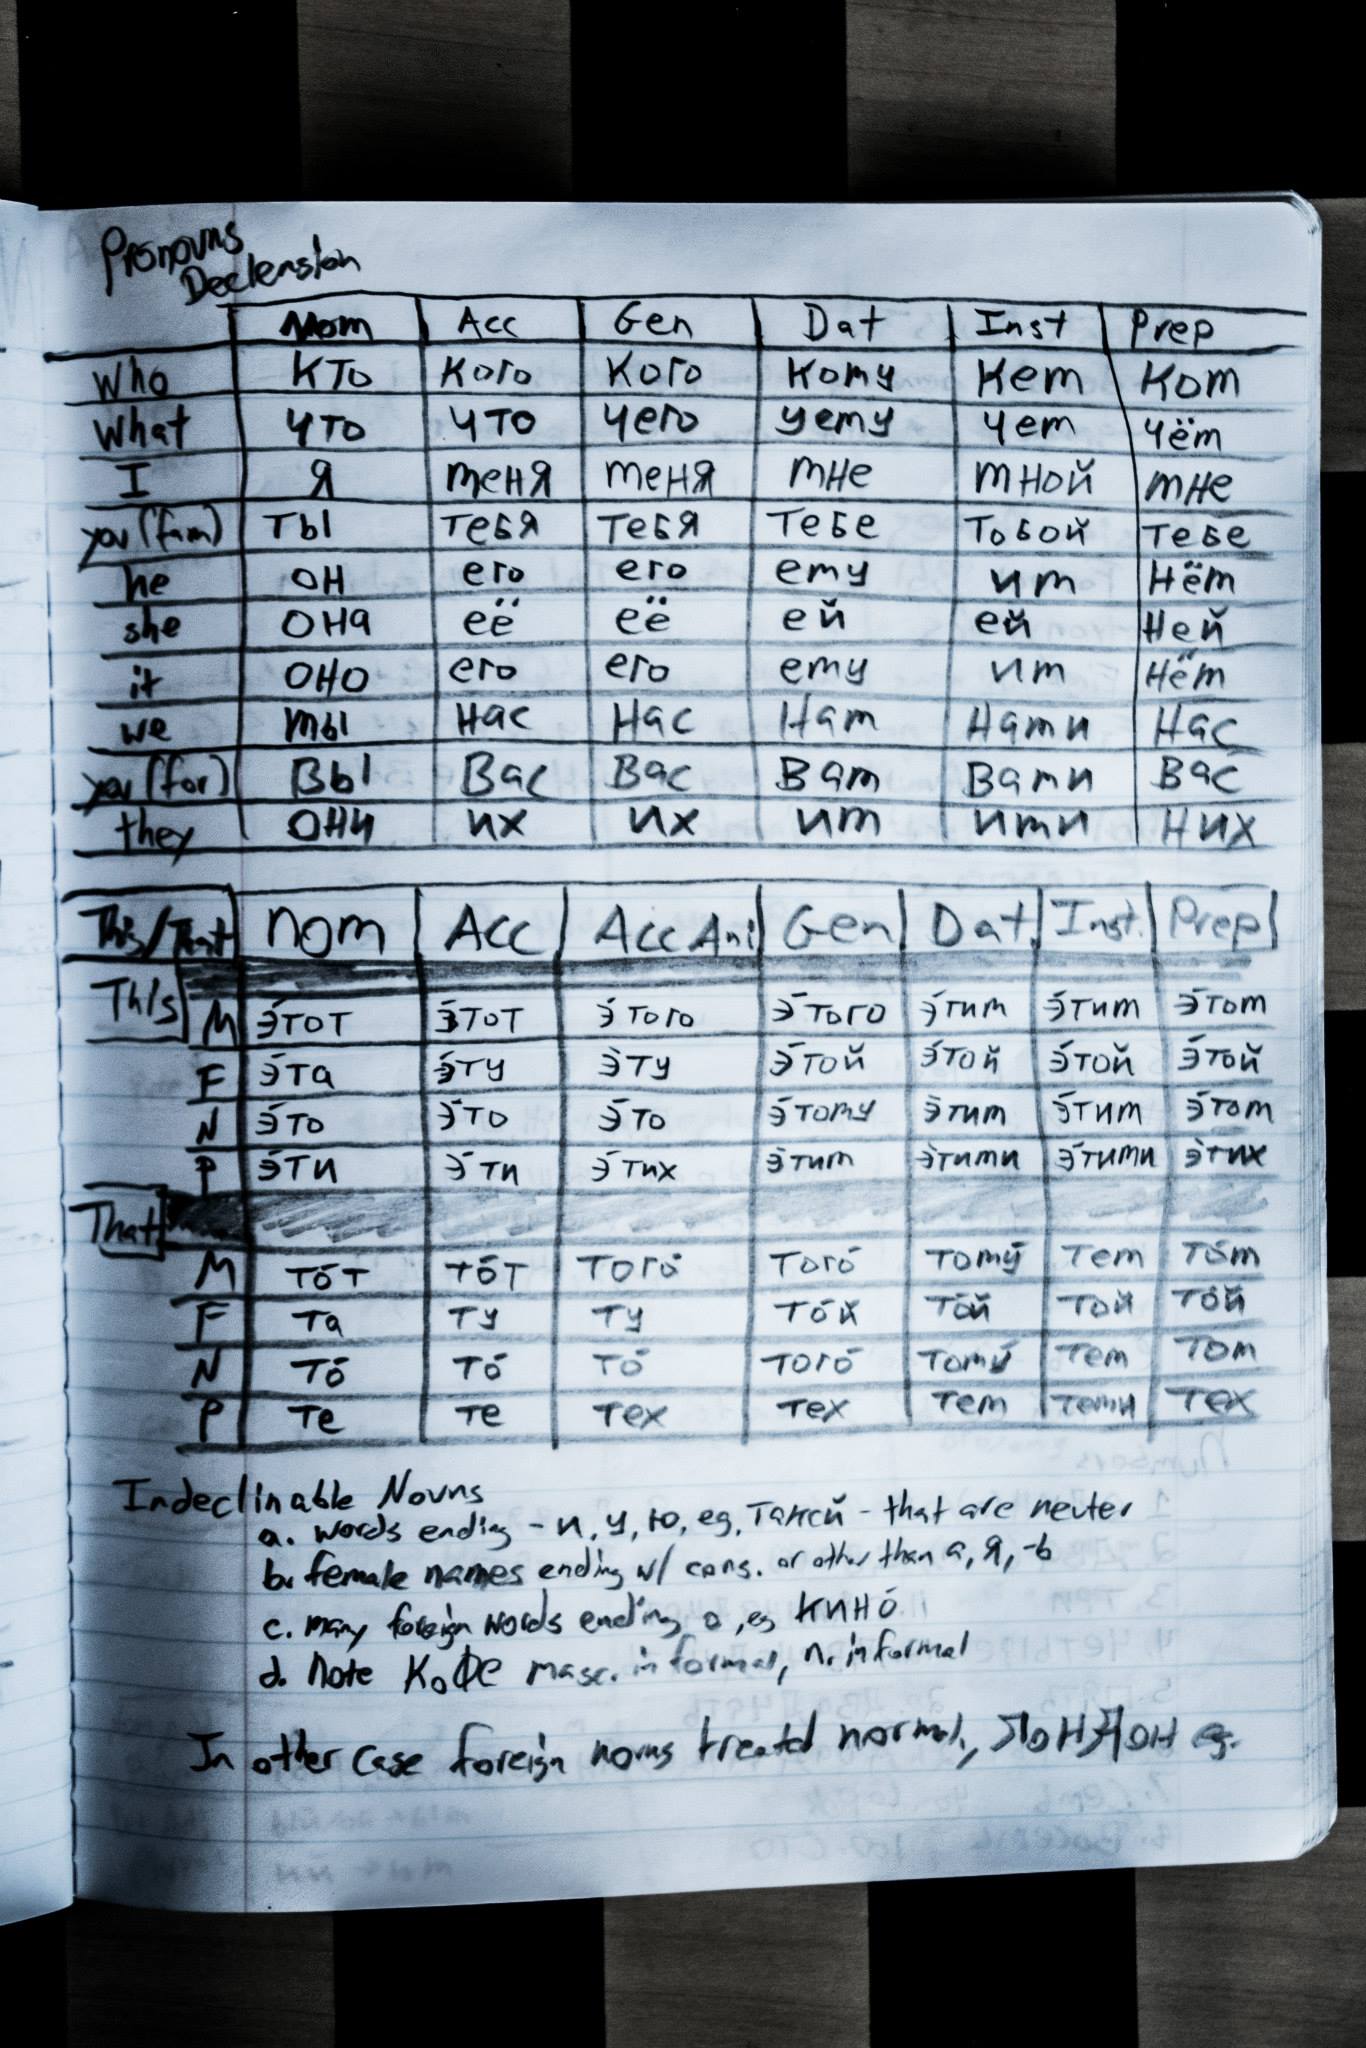 Pronouns
Declension
Nom Acc Gen Dat Inst Prep
Who кто кого кого кому кем ком
What что что чего чему чем чём
I я меня меня мне мной мне
you (fam) ты тебя тебя тебе тобой тебе
he он его его ему им нём
she она её её ей ей ней
it оно его его ему им нём
we мы нас нас нам нами нас
you (for) Вы Вас Вас Вам Вами Вас
they они их их им ими них
This/That Nom Acc Acc Ani Gen Dat Inst. Prep
This
M э́тот э́тот э́того э́того э́тим э́тим э́том
F э́та э́ту э́ту э́той э́той э́той э́той
N э́то э́то э́то э́тому э́тим э́тим э́том
P э́ти э́ти э́тих э́тим э́тими э́тими э́тих
That
M то́т то́т того́ того́ тому́ тем то́м
F та ту ту то́й то́й той то́й
N то́ то́ то́ того́ тому́ тем том
P те те тех тех тем теми тех
Indeclinable Nouns
a. words ending - и, у, ю, eg, таксй - that are neuter
b. female names ending w/ cons. or other than а, я, -ь
c. many foreign words ending о, eg кинó
d. Note Кофе masc. in formal, n. informal
In other case foreign nouns treated normal, Лондон eg.